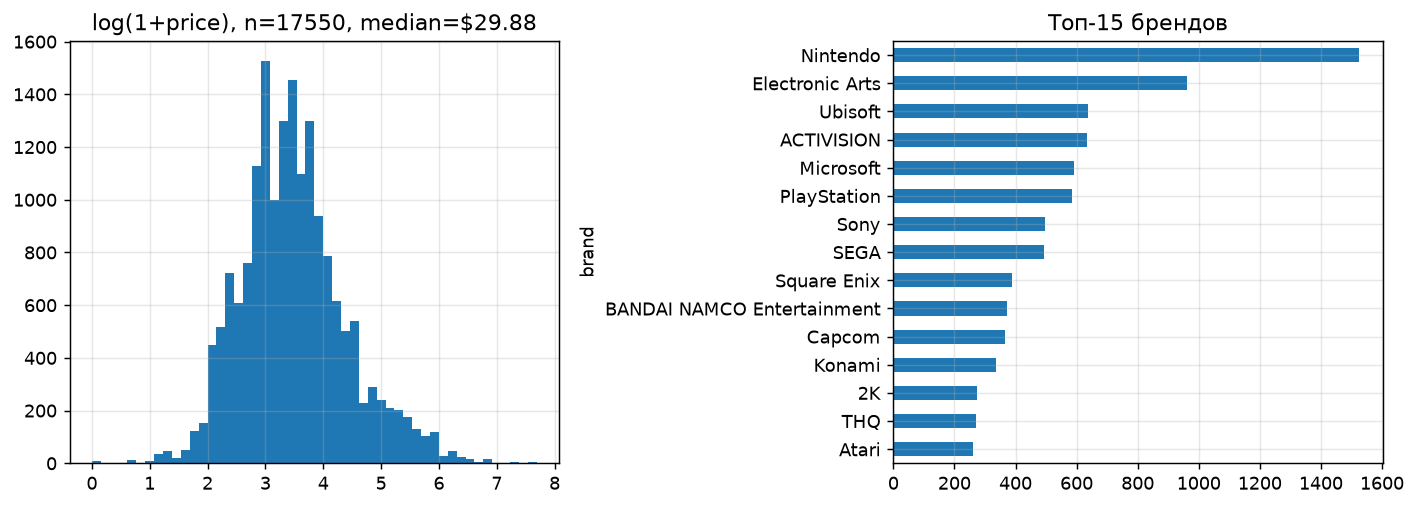 log(1+price), n=17550, median=$29.88
1600
1400
1200
1000
800
600
400
200
0
0 1 2 3 4 5 6 7 8
Топ-15 брендов
brand
Nintendo
Electronic Arts
Ubisoft
ACTIVISION
Microsoft
PlayStation
Sony
SEGA
Square Enix
BANDAI NAMCO Entertainment
Capcom
Konami
2K
THQ
Atari
0 200 400 600 800 1000 1200 1400 1600